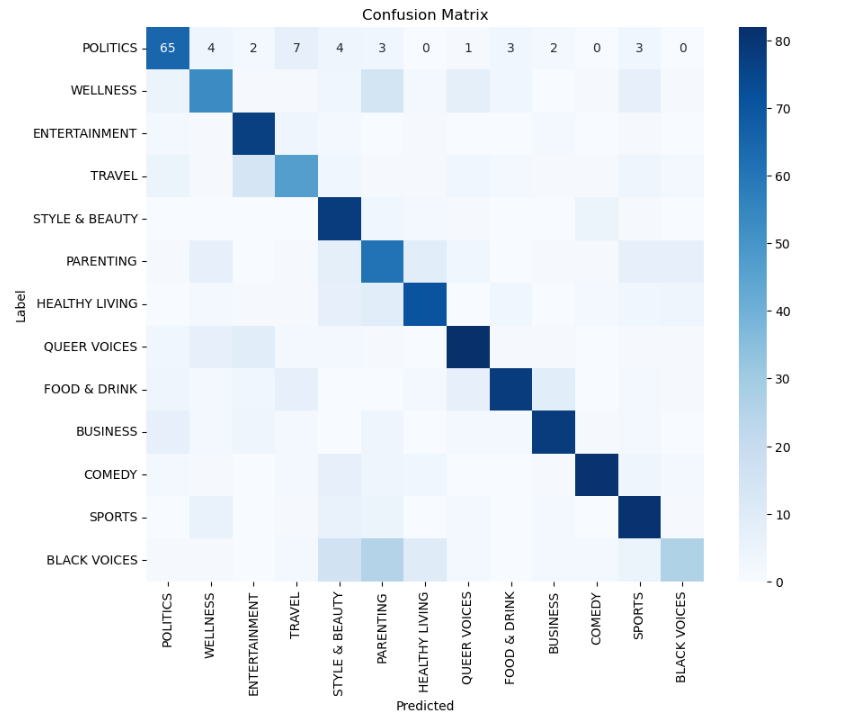 Confusion Matrix
POLITICS 65 4 2 7 4 3 0 1 3 2 0 3 0
WELLNESS
ENTERTAINMENT
TRAVEL
STYLE & BEAUTY
PARENTING
HEALTHY LIVING
QUEER VOICES
FOOD & DRINK
BUSINESS
COMEDY
SPORTS
BLACK VOICES
Label
POLITICS
WELLNESS
ENTERTAINMENT
TRAVEL
STYLE & BEAUTY
PARENTING
HEALTHY LIVING
QUEER VOICES
FOOD & DRINK
BUSINESS
COMEDY
SPORTS
BLACK VOICES
Predicted
80
70
60
50
40
30
20
10
0